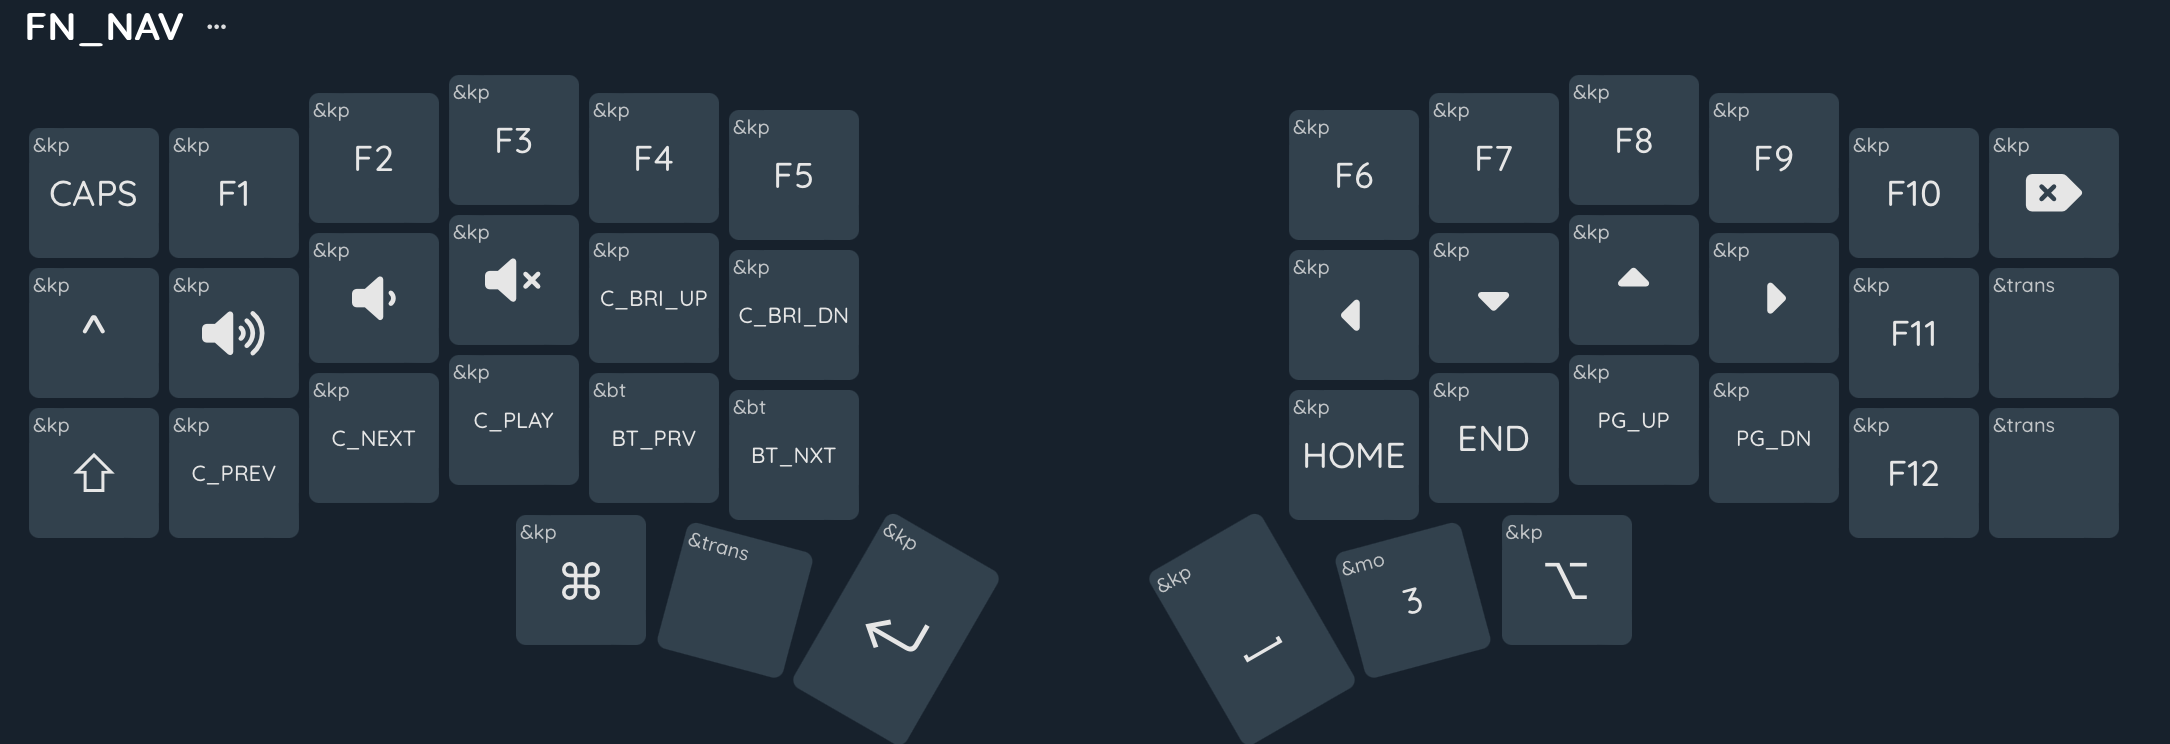 FN_NAV ...
&kp CAPS
&kp F1
&kp F2
&kp F3
&kp F4
&kp F5
&kp F6
&kp F7
&kp F8
&kp F9
&kp F10
&kp
&kp ^
&kp
&kp
&kp
&kp C_BRI_UP
&kp C_BRI_DN
&kp
&kp
&kp
&kp
&kp F11
&trans
&kp
&kp C_PREV
&kp C_NEXT
&kp C_PLAY
&bt BT_PRV
&bt BT_NXT
&kp HOME
&kp END
&kp PG_UP
&kp PG_DN
&kp F12
&trans
&kp ⌘
&trans
&kp
&kp
&mo 3
&kp ⌥